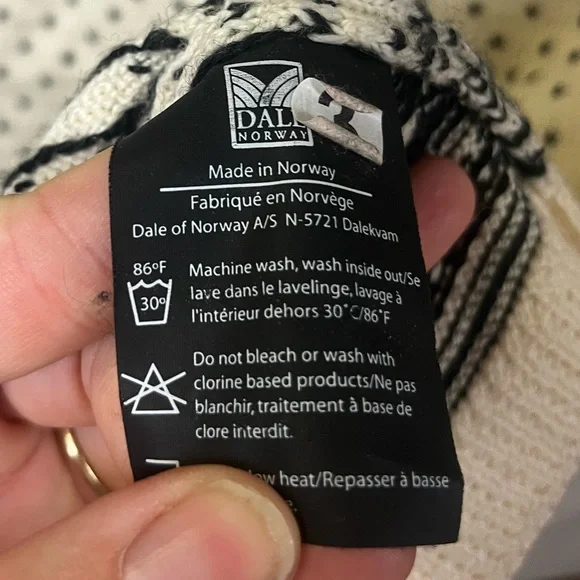 DALE
NORWAY
Made in Norway
Fabriqué en Norvège
Dale of Norway A/S N-5721 Dalekvam
86°F
30°
Machine wash, wash inside out/Se
lave dans le lavelinge, lavage à
l'intérieur dehors 30°C/86°F
Do not bleach or wash with
clorine based products/Ne pas
blanchir, traitement à base de
clore interdit.
heat/Repasser à basse